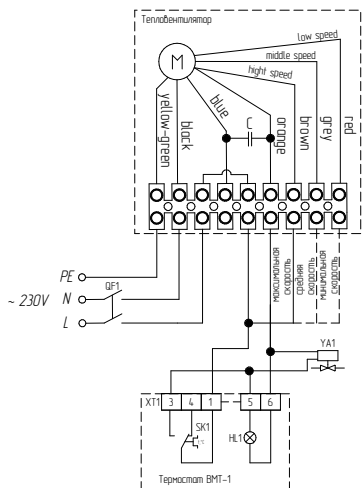 Тепловентилятор
low speed
middle speed
hight speed
M
yellow-green
black
blue
C
orange
brown
grey
red
максимальная скорость
средняя скорость
минимальная скорость
PE
QF1
~ 230V
N
L
YA1
XT1
3
4
1
5
6
SK1
t°C
HL1
Термостат ВМТ-1